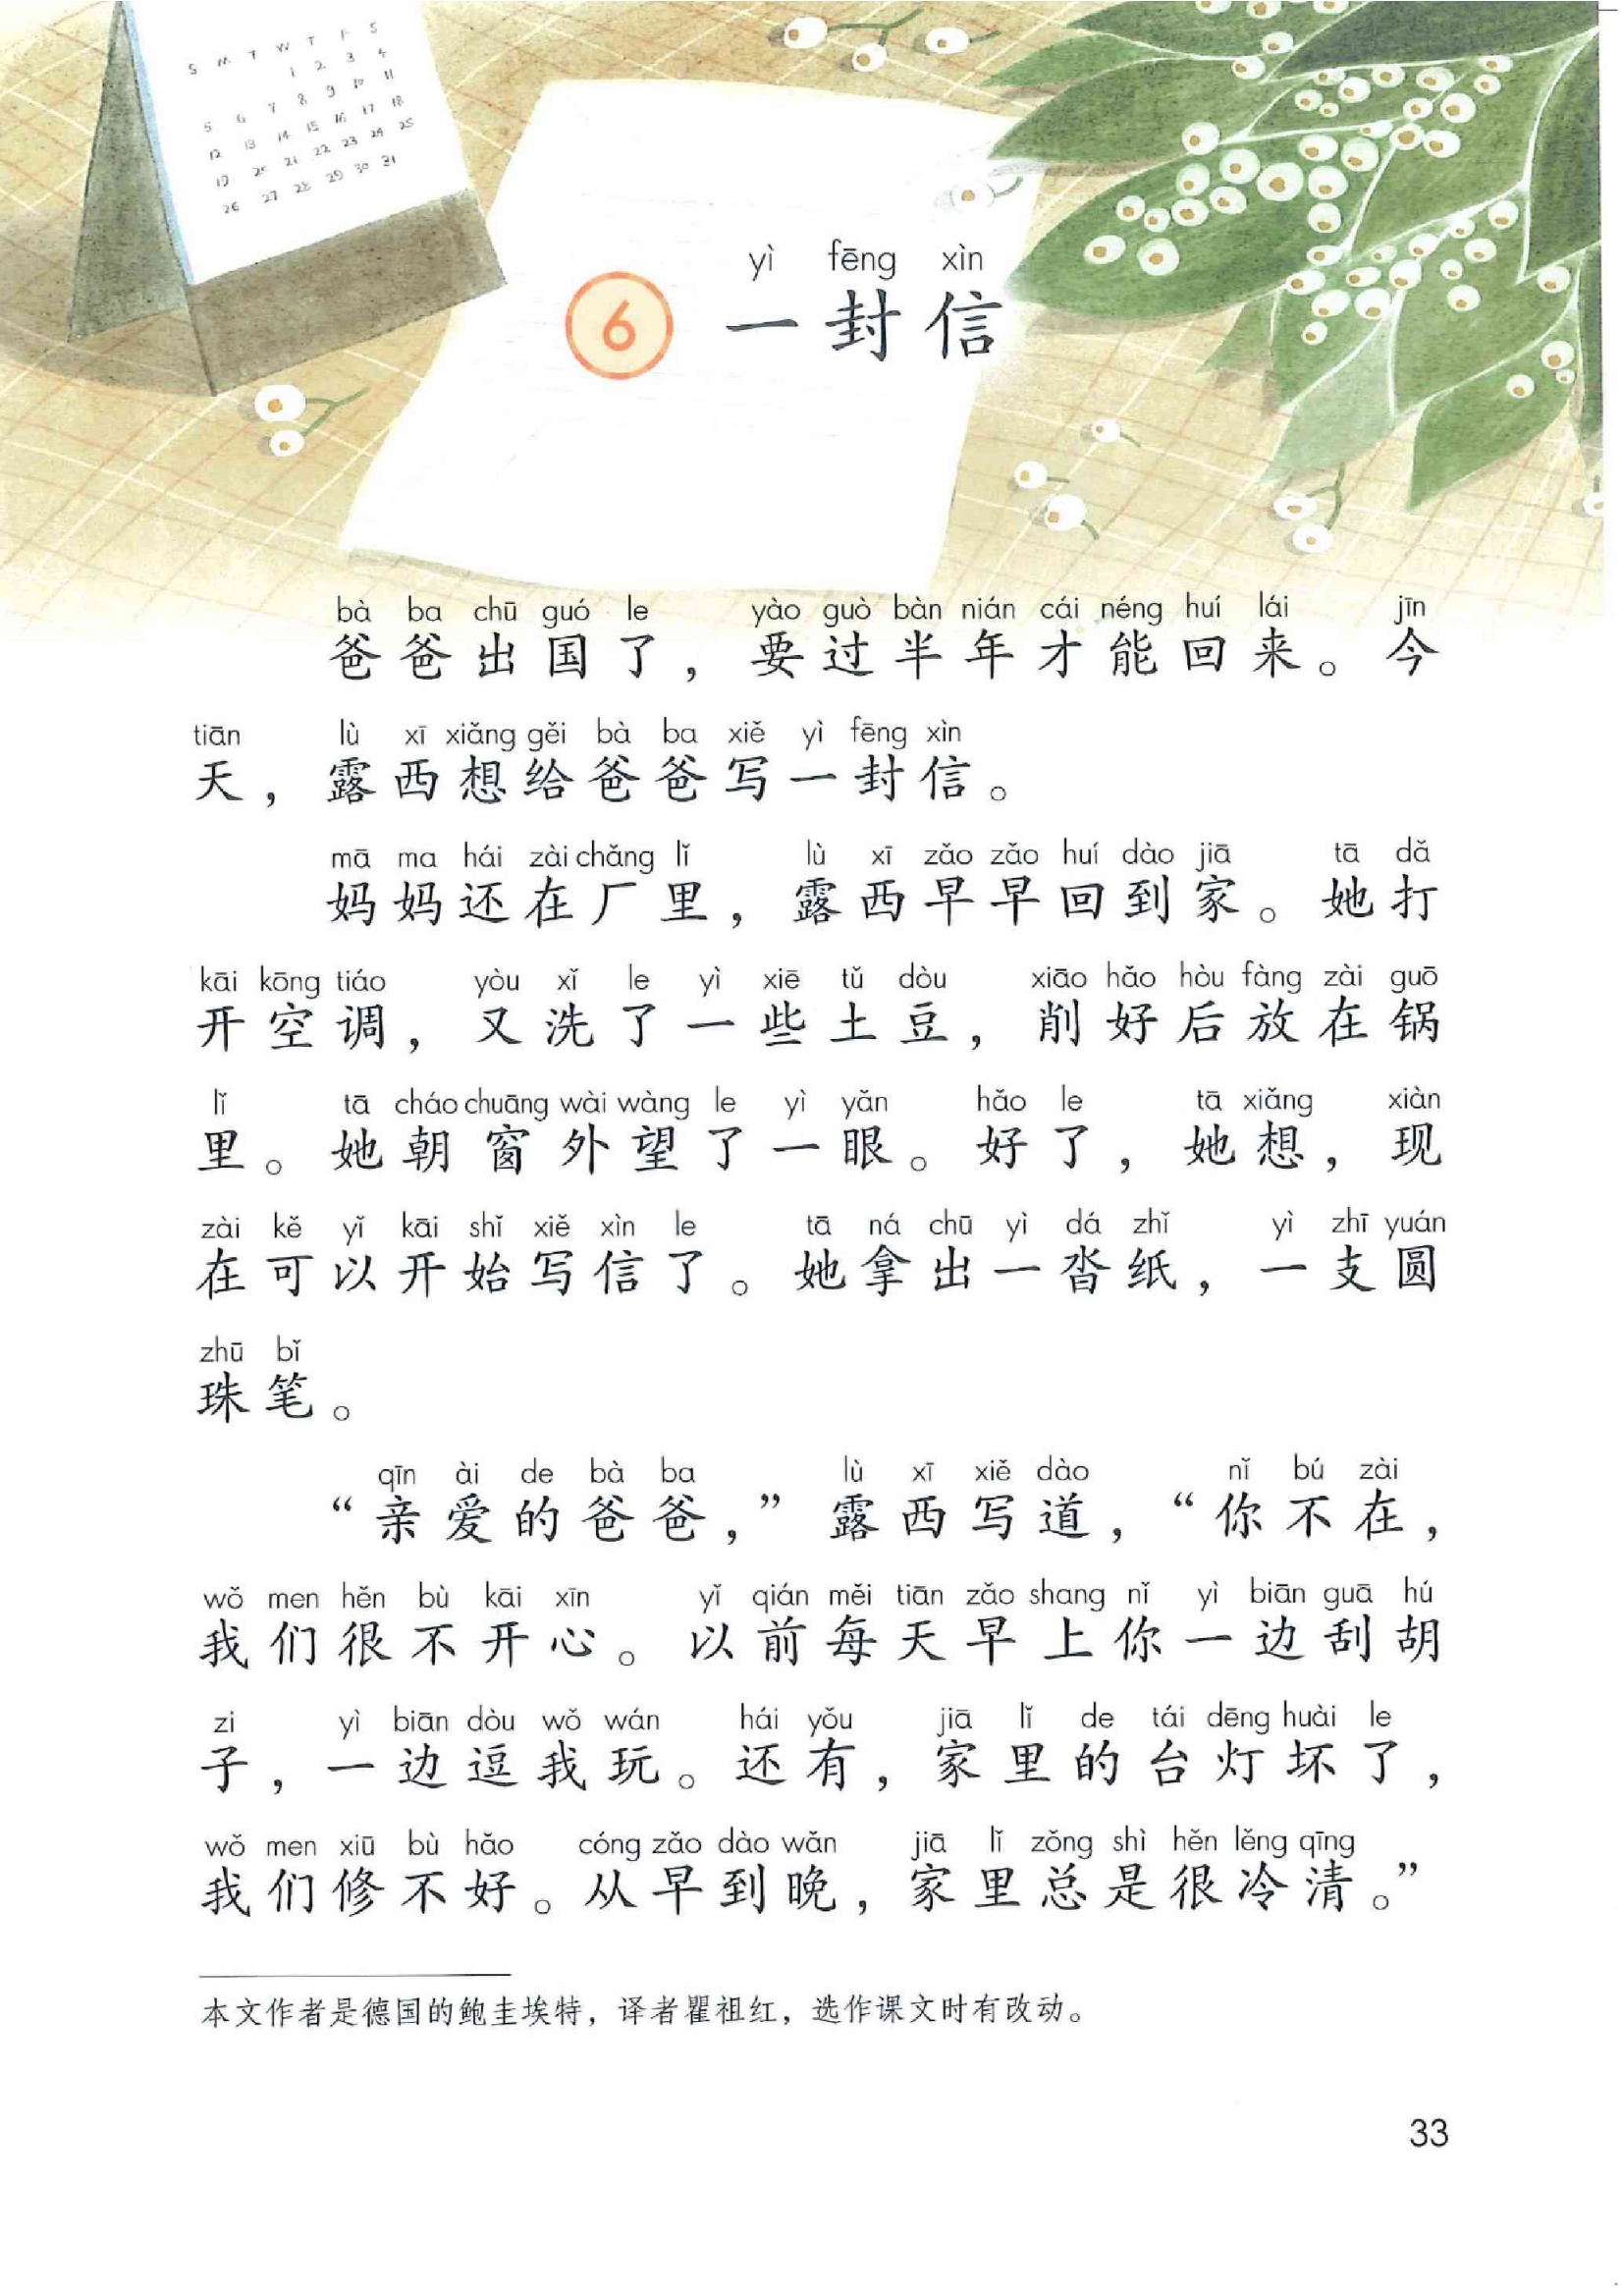 S M T W T F S
1 2 3 4
5 6 7 8 9 10 11
12 13 14 15 16 17 18
19 20 21 22 23 24 25
26 27 28 29 30 31
yì fēng xìn
6 一封信
bà ba chū guó le yào guò bàn nián cái néng huí lái jīn
爸爸出国了，要过半年才能回来。今
tiān lù xī xiǎng gěi bà ba xiě yì fēng xìn
天，露西想给爸爸写一封信。
mā ma hái zài chǎng lǐ lù xī zǎo zǎo huí dào jiā tā dǎ
妈妈还在厂里，露西早早回到家。她打
kāi kōng tiáo yòu xǐ le yì xiē tǔ dòu xiāo hǎo hòu fàng zài guō
开空调，又洗了一些土豆，削好后放在锅
lǐ tā cháo chuāng wài wàng le yì yǎn hǎo le tā xiǎng xiàn
里。她朝窗外望了一眼。好了，她想，现
zài kě yǐ kāi shǐ xiě xìn le tā ná chū yì dá zhǐ yì zhī yuán
在可以开始写信了。她拿出一沓纸，一支圆
zhū bǐ
珠笔。
qīn ài de bà ba lù xī xiě dào nǐ bú zài
“亲爱的爸爸，”露西写道，“你不在，
wǒ men hěn bù kāi xīn yǐ qián měi tiān zǎo shang nǐ yì biān guā hú
我们很不开心。以前每天早上你一边刮胡
zi yì biān dòu wǒ wán hái yǒu jiā lǐ de tái dēng huài le
子，一边逗我玩。还有，家里的台灯坏了，
wǒ men xiū bù hǎo cóng zǎo dào wǎn jiā lǐ zǒng shì hěn lěng qīng
我们修不好。从早到晚，家里总是很冷清。”
本文作者是德国的鲍圭埃特，译者瞿祖红，选作课文时有改动。
33